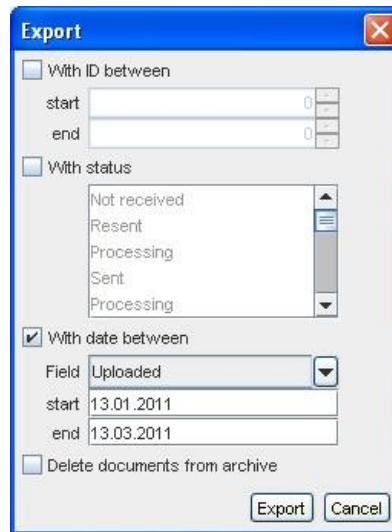 Export
With ID between
start 0
end 0
With status
Not received
Resent
Processing
Sent
Processing
With date between
Field Uploaded
start 13.01.2011
end 13.03.2011
Delete documents from archive
Export Cancel